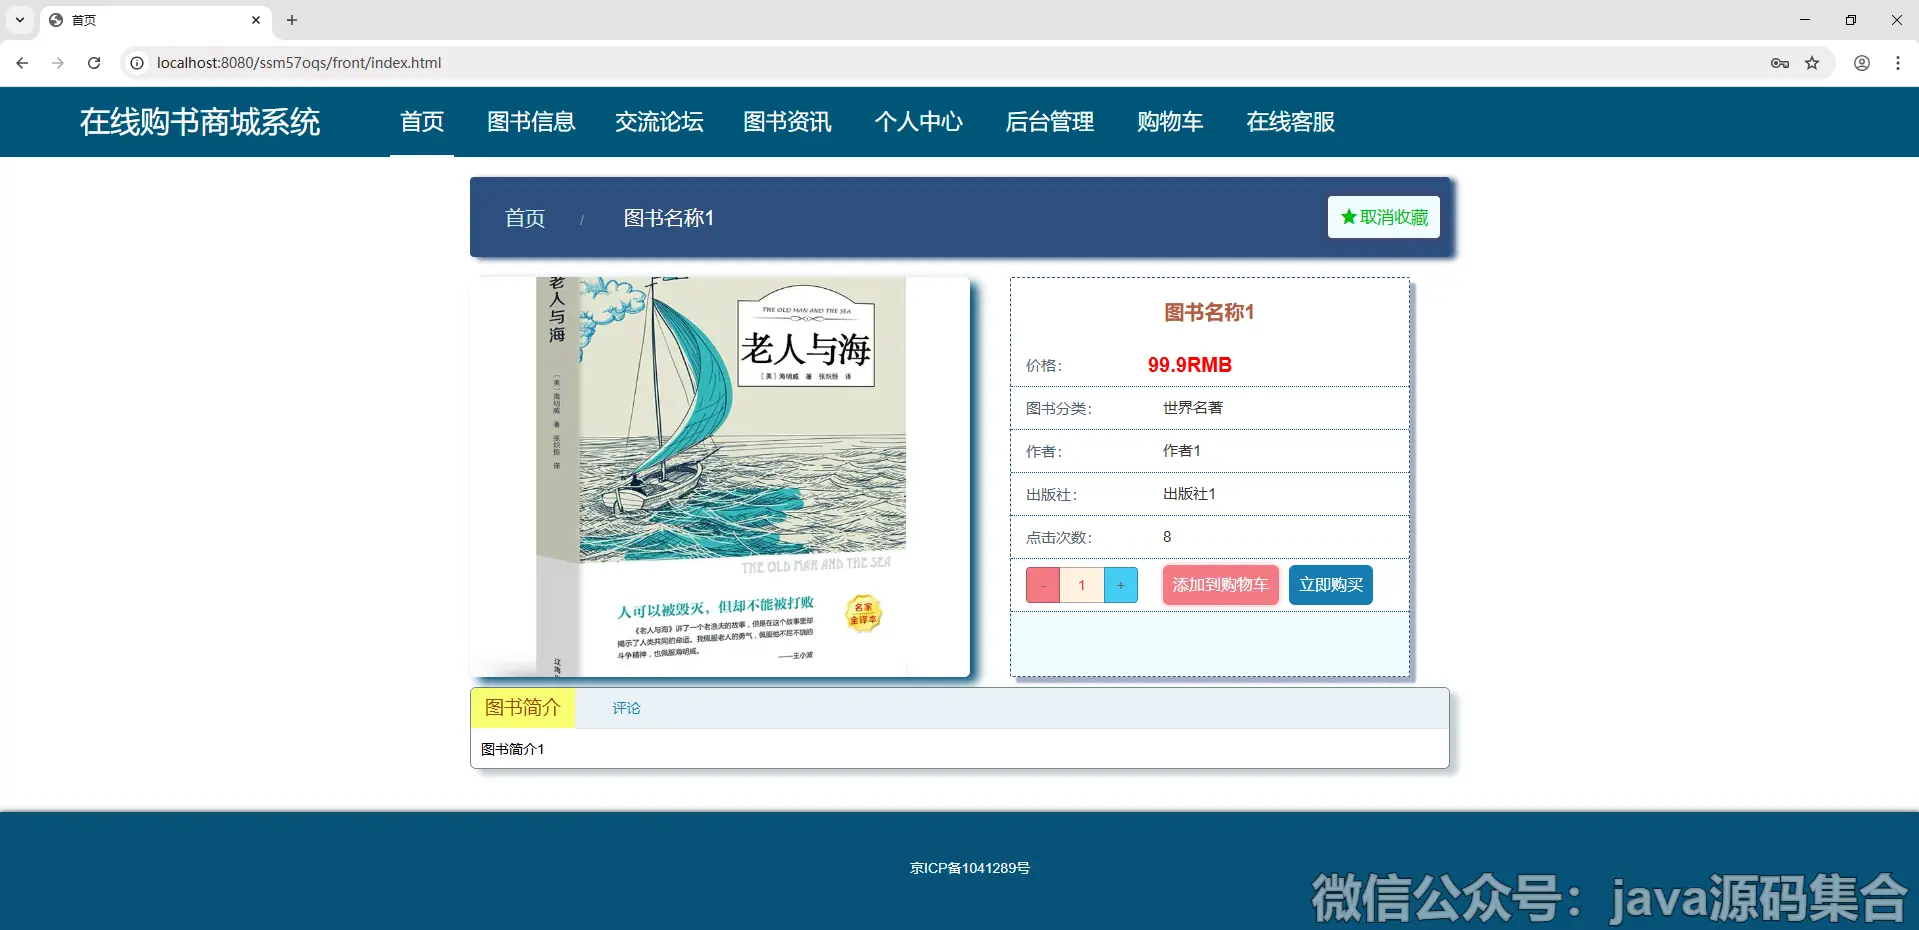 首页
localhost:8080/ssm57oqs/front/index.html
在线购书商城系统 首页 图书信息 交流论坛 图书资讯 个人中心 后台管理 购物车 在线客服
首页 / 图书名称1 ★取消收藏
老人与海
[美] 海明威 著 张炽恒 译
THE OLD MAN AND THE SEA
老人与海
[美] 海明威 著 张炽恒 译
THE OLD MAN AND THE SEA
人可以被毁灭，但却不能被打败
《老人与海》讲了一个老渔夫的故事，但是在这个故事里却
揭示了人类共同的命运。我佩服老人的勇气，佩服他不屈不挠的
斗争精神，也佩服海明威。
——王小波
名家
全译本
图书名称1
价格： 99.9RMB
图书分类： 世界名著
作者： 作者1
出版社： 出版社1
点击次数： 8
- 1 + 添加到购物车 立即购买
图书简介 评论
图书简介1
京ICP备1041289号
微信公众号：java源码集合